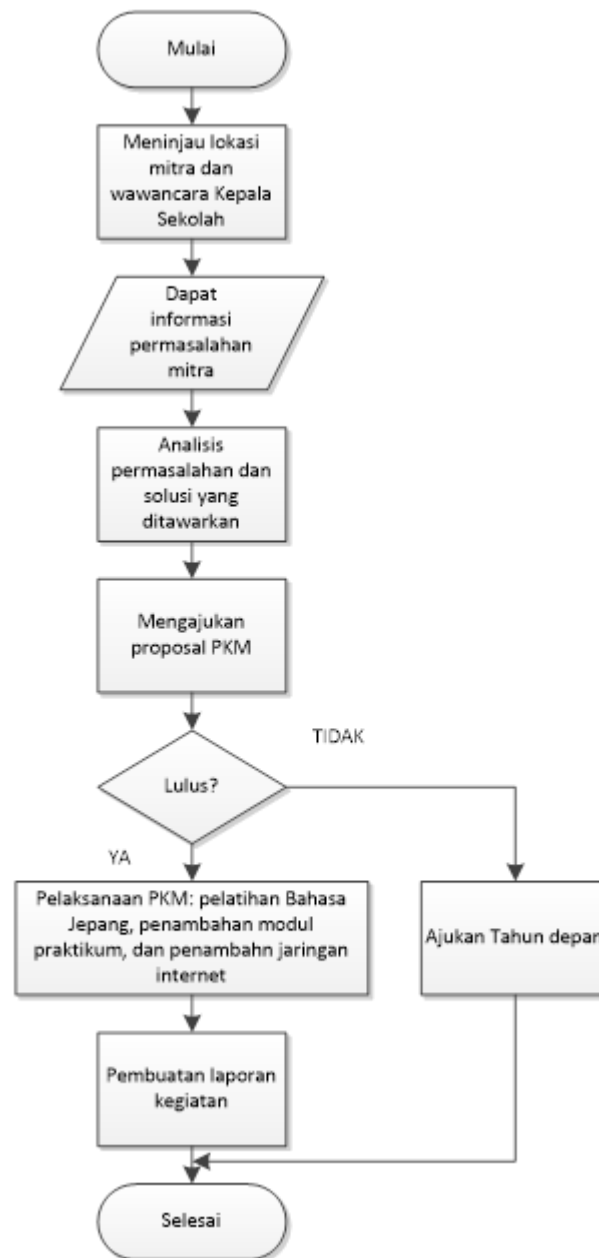 Mulai
Meninjau lokasi
mitra dan
wawancara Kepala
Sekolah
Dapat
informasi
permasalahan
mitra
Analisis
permasalahan dan
solusi yang
ditawarkan
Mengajukan
proposal PKM
Lulus?
TIDAK
YA
Pelaksanaan PKM: pelatihan Bahasa
Jepang, penambahan modul
praktikum, dan penambahn jaringan
internet
Ajukan Tahun depan
Pembuatan laporan
kegiatan
Selesai